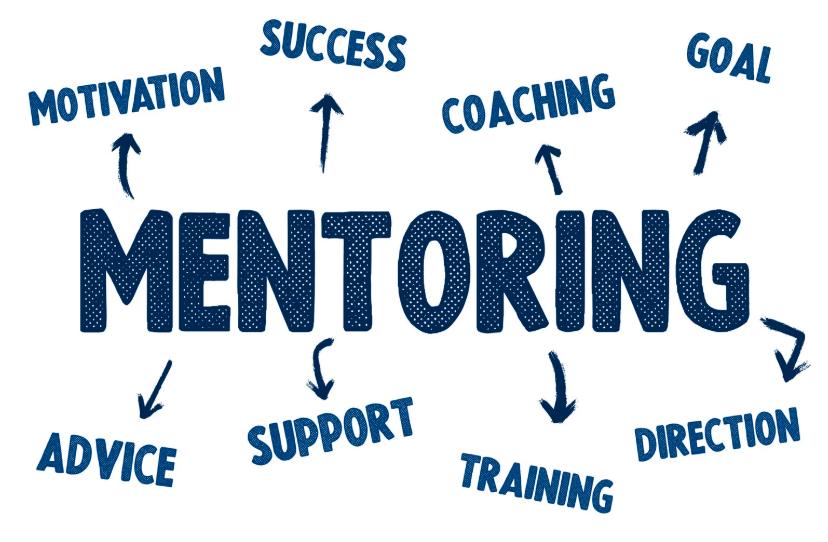 SUCCESS
GOAL
MOTIVATION
COACHING
MENTORING
ADVICE
SUPPORT
TRAINING
DIRECTION